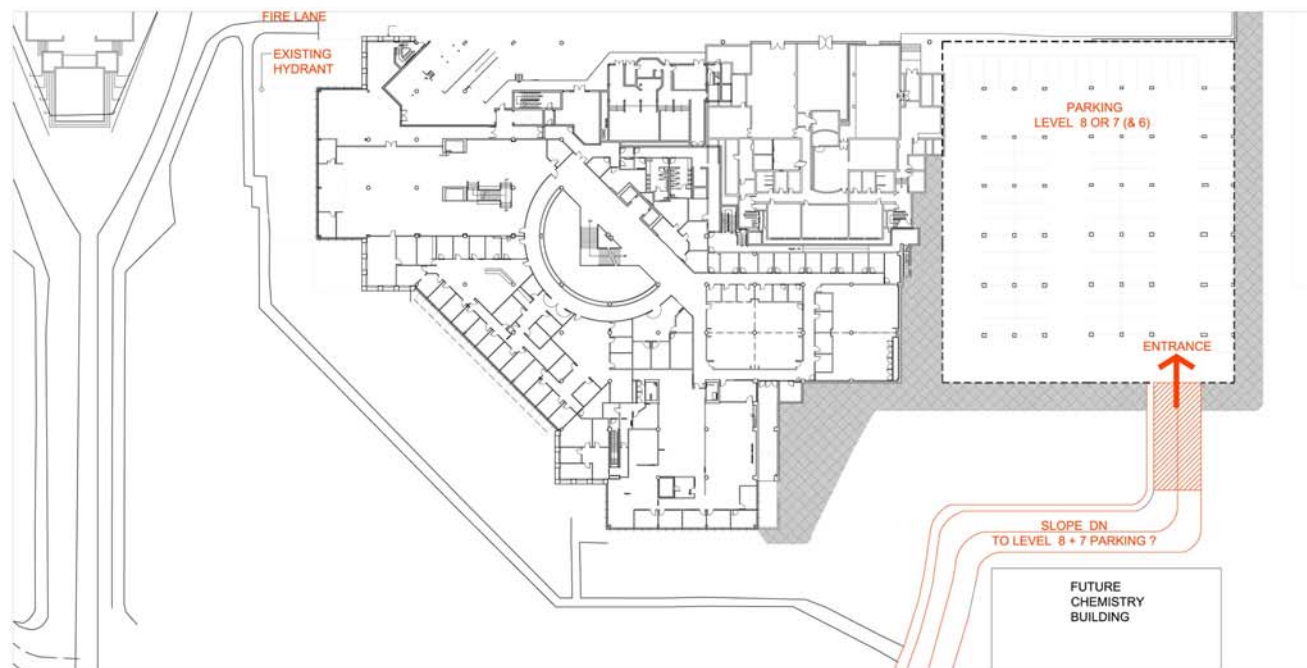 FIRE LANE
EXISTING
HYDRANT
PARKING
LEVEL 8 OR 7 (& 6)
ENTRANCE
SLOPE DN
TO LEVEL 8 + 7 PARKING ?
FUTURE
CHEMISTRY
BUILDING